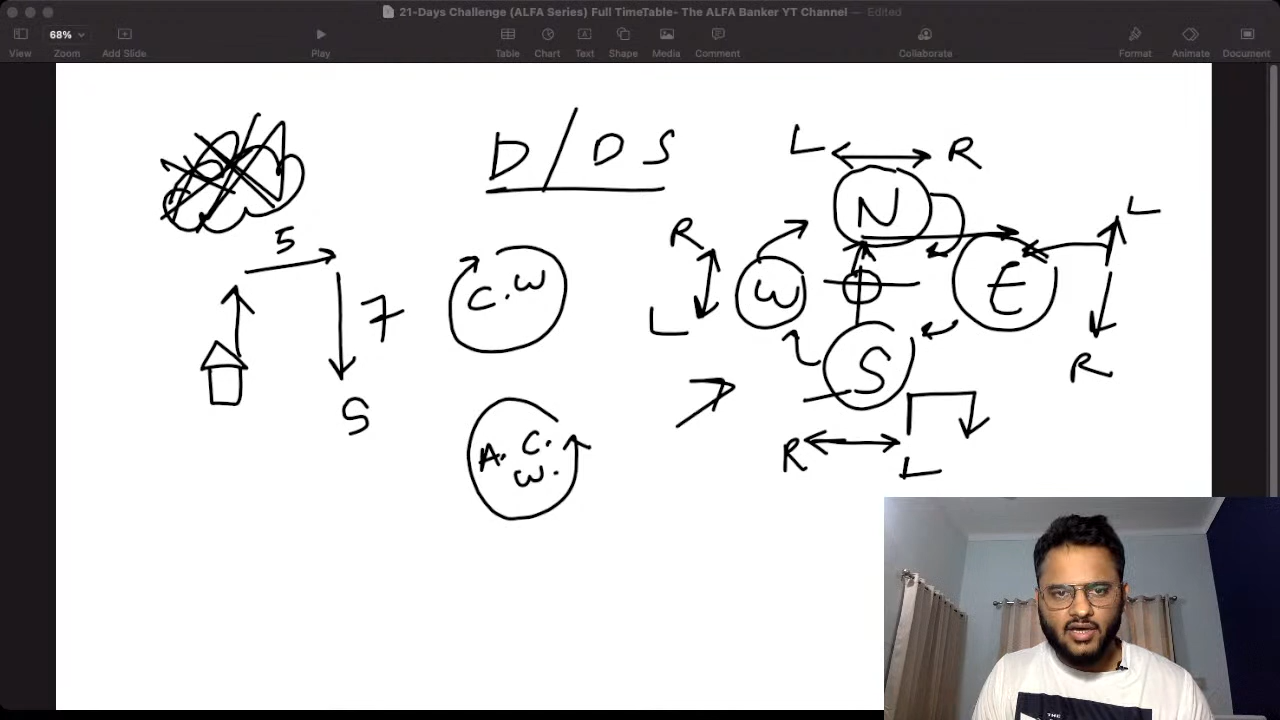 21-Days Challenge (ALFA Series) Full TimeTable- The ALFA Banker YT Channel — Edited
68%
View Zoom Add Slide Play Table Chart Text Shape Media Comment Collaborate Format Animate Document
D/DS
L R
N
R
L
W
E
L
R
S
R L
5
7
S
C.W
A. C.
W.
THE